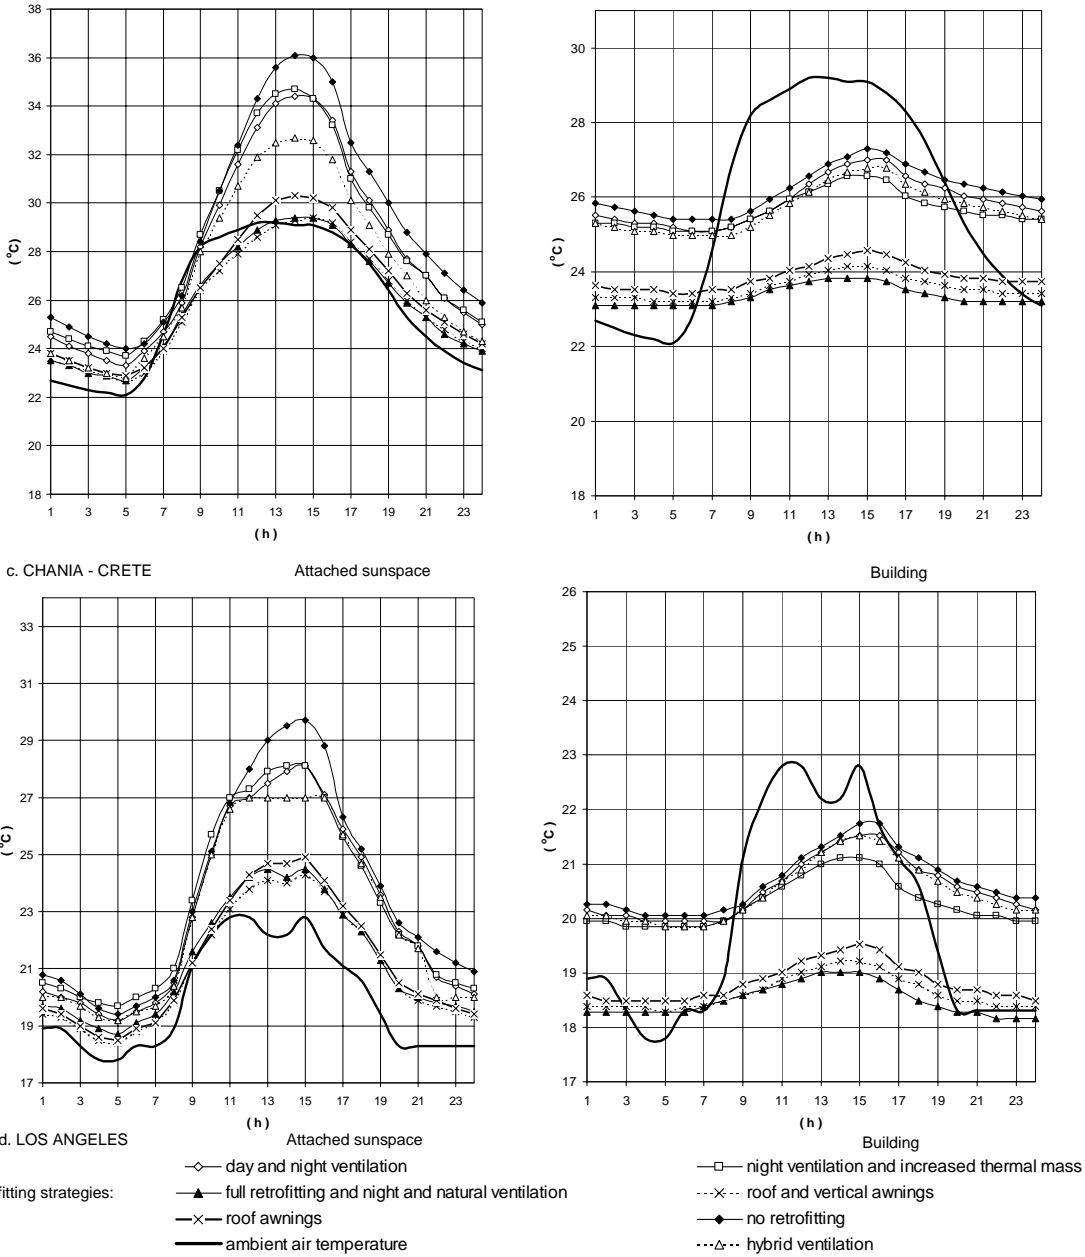 38
36
34
32
30
28
26
24
22
20
18
(°C)
1 3 5 7 9 11 13 15 17 19 21 23
( h )
30
28
26
24
22
20
18
(°C)
1 3 5 7 9 11 13 15 17 19 21 23
( h )
c. CHANIA - CRETE Attached sunspace Building
33
31
29
27
25
23
21
19
17
(°C)
1 3 5 7 9 11 13 15 17 19 21 23
( h )
26
25
24
23
22
21
20
19
18
17
(°C)
1 3 5 7 9 11 13 15 17 19 21 23
( h )
d. LOS ANGELES Attached sunspace Building
day and night ventilation night ventilation and increased thermal mass
fitting strategies: full retrofitting and night and natural ventilation roof and vertical awnings
roof awnings no retrofitting
ambient air temperature hybrid ventilation